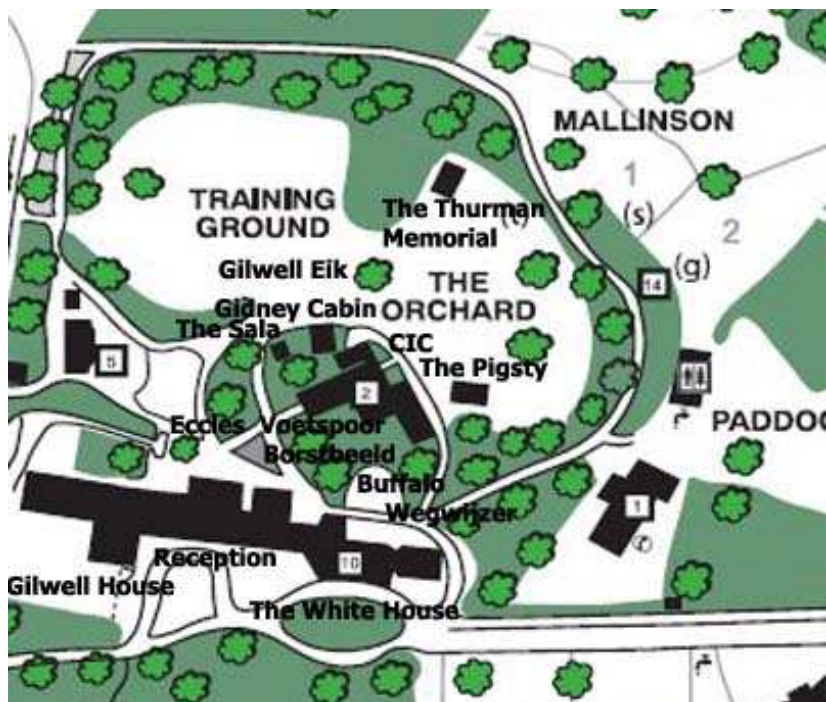 MALLINSON
1
TRAINING
GROUND
The Thurman
Memorial
(t)
(s)
2
Gilwell Eik
THE
ORCHARD
(g)
14
Gidney Cabin
The Sala
CIC
5
The Pigsty
2
PADDOC
Eccles Voetspoor
Borstbeeld
Buffalo
Wegwijzer
1
Reception
10
Gilwell House
The White House